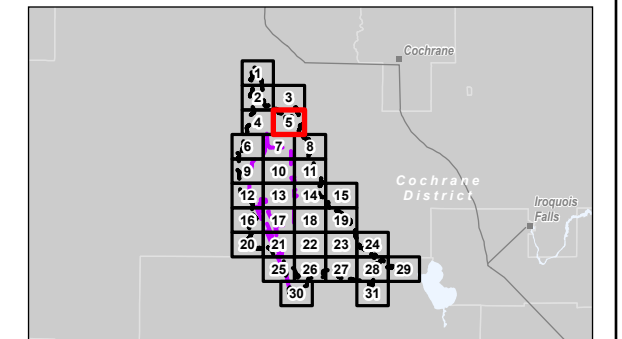 Cochrane
1
2 3
4 5
6 7 8
9 10 11
Cochrane
District
12 13 14 15
Iroquois
Falls
16 17 18 19
20 21 22 23 24
25 26 27 28 29
30 31